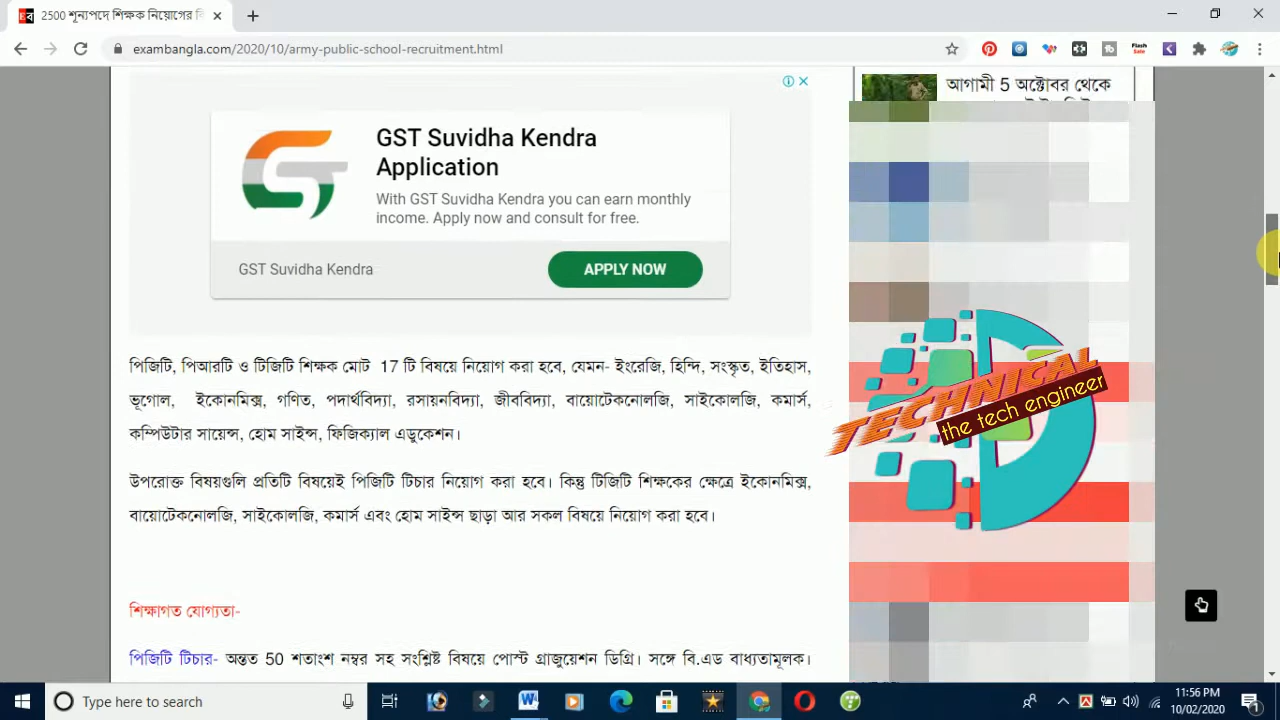 2500 শূন্যপদে শিক্ষক নিয়োগের বি
exambangla.com/2020/10/army-public-school-recruitment.html
আগামী 5 অক্টোবর থেকে
GST Suvidha Kendra
Application
With GST Suvidha Kendra you can earn monthly
income. Apply now and consult for free.
GST Suvidha Kendra
APPLY NOW
পিজিটি, পিআরটি ও টিজিটি শিক্ষক মোট 17 টি বিষয়ে নিয়োগ করা হবে, যেমন- ইংরেজি, হিন্দি, সংস্কৃত, ইতিহাস,
ভূগোল, ইকোনমিক্স, গণিত, পদার্থবিদ্যা, রসায়নবিদ্যা, জীববিদ্যা, বায়োটেকনোলজি, সাইকোলজি, কমার্স,
কম্পিউটার সায়েন্স, হোম সাইন্স, ফিজিক্যাল এডুকেশন।
উপরোক্ত বিষয়গুলি প্রতিটি বিষয়েই পিজিটি টিচার নিয়োগ করা হবে। কিন্তু টিজিটি শিক্ষকের ক্ষেত্রে ইকোনমিক্স,
বায়োটেকনোলজি, সাইকোলজি, কমার্স এবং হোম সাইন্স ছাড়া আর সকল বিষয়ে নিয়োগ করা হবে।
TECHNICAL
the tech engineer
শিক্ষাগত যোগ্যতা-
পিজিটি টিচার- অন্তত 50 শতাংশ নম্বর সহ সংশ্লিষ্ট বিষয়ে পোস্ট গ্রাজুয়েশন ডিগ্রি। সঙ্গে বি.এড বাধ্যতামূলক।
Type here to search
11:56 PM
10/02/2020